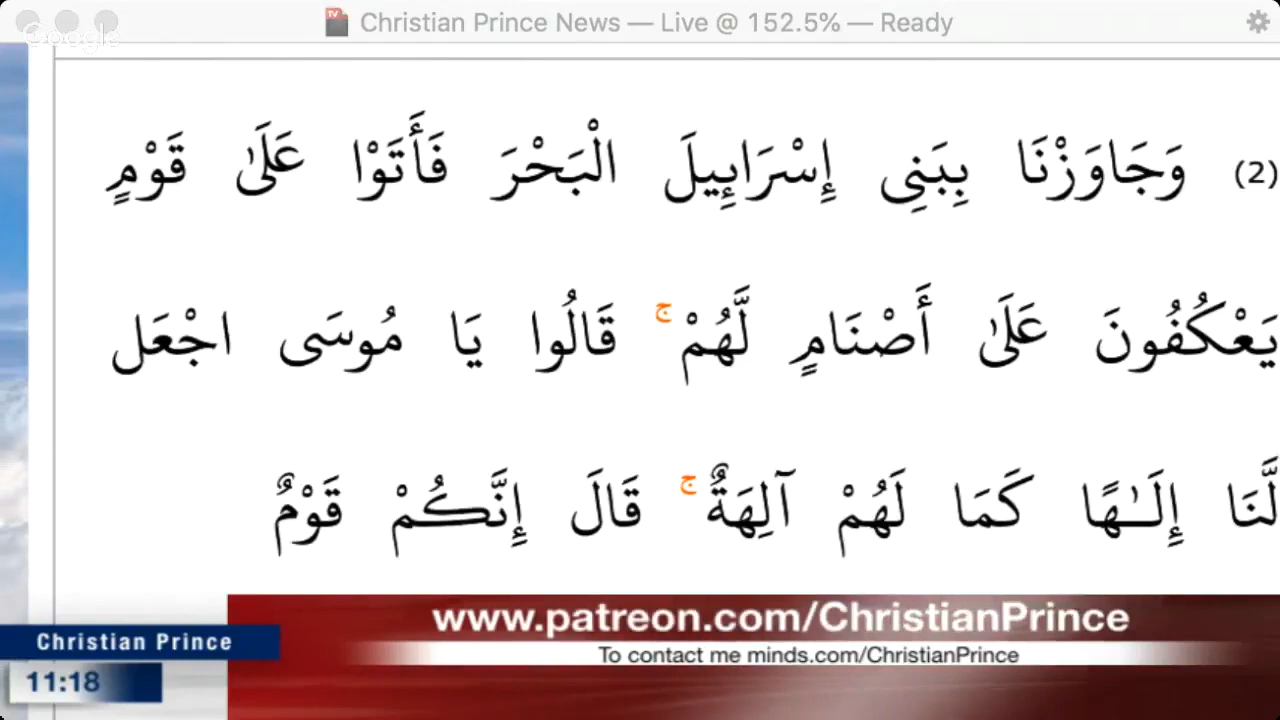 Christian Prince News — Live @ 152.5% — Ready
Google
(2) وَجَاوَزْنَا بِبَنِي إِسْرَائِيلَ الْبَحْرَ فَأَتَوْا عَلَىٰ قَوْمٍ
يَعْكُفُونَ عَلَىٰ أَصْنَامٍ لَّهُمْ ۚ قَالُوا يَا مُوسَى اجْعَل
لَّنَا إِلَـٰهًا كَمَا لَهُمْ آلِهَةٌ ۚ قَالَ إِنَّكُمْ قَوْمٌ
www.patreon.com/ChristianPrince
Christian Prince
To contact me minds.com/ChristianPrince
11:18